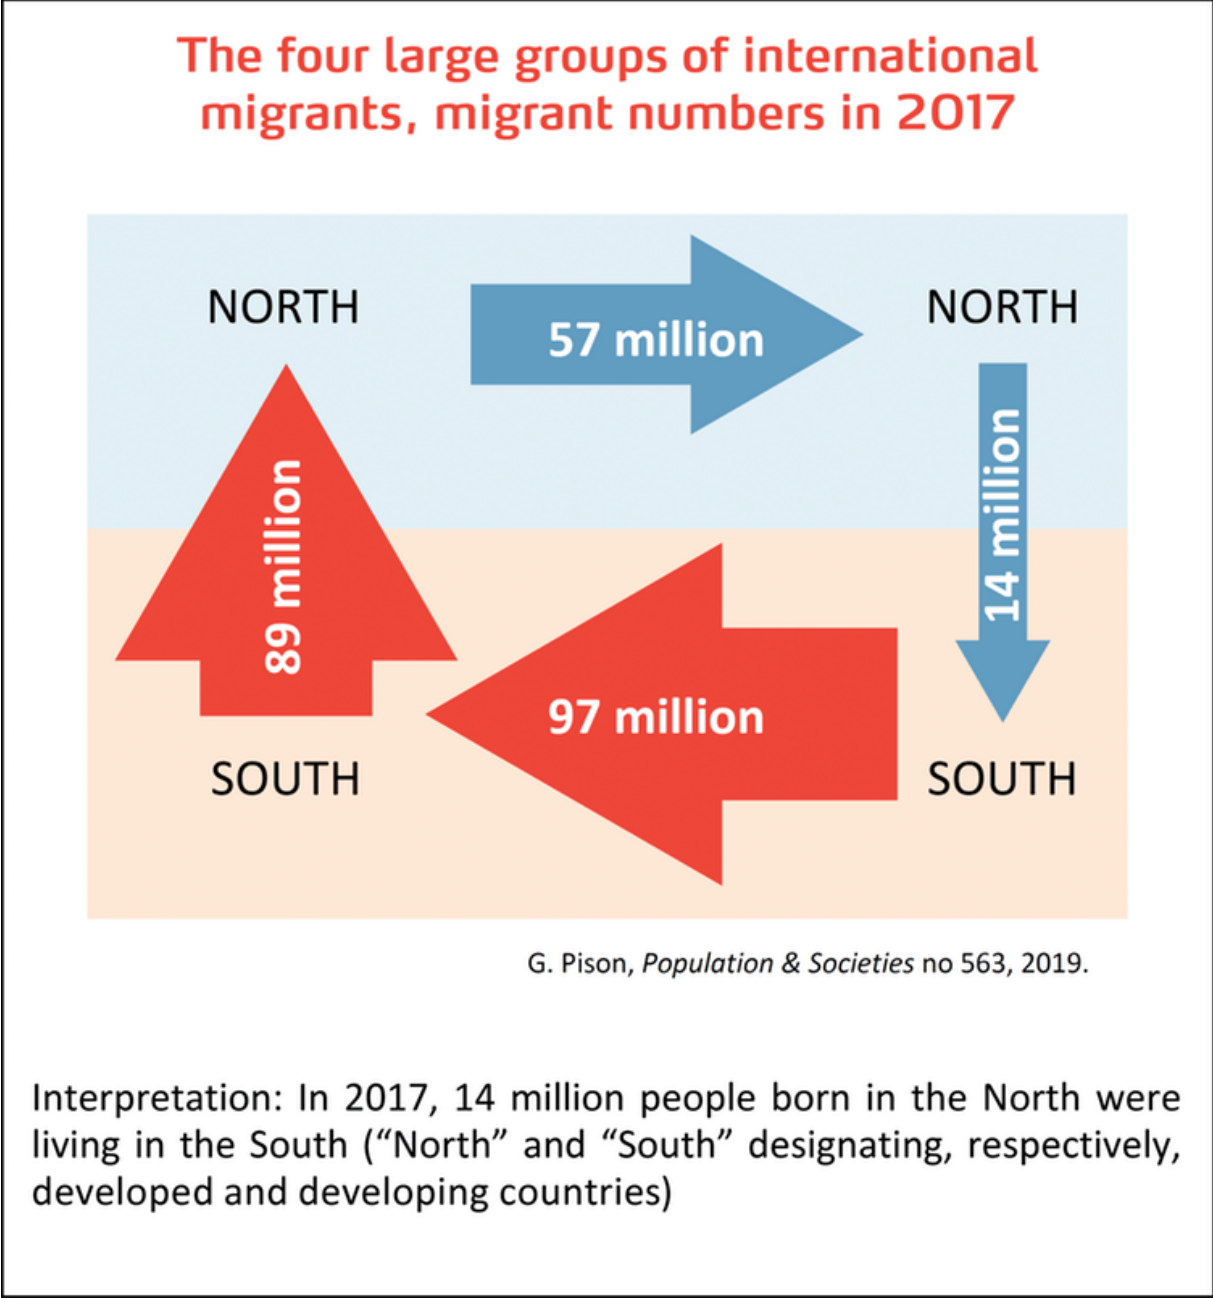 The four large groups of international
migrants, migrant numbers in 2017
NORTH
57 million
NORTH
89 million
14 million
97 million
SOUTH
SOUTH
G. Pison, Population & Societies no 563, 2019.
Interpretation: In 2017, 14 million people born in the North were
living in the South (“North” and “South” designating, respectively,
developed and developing countries)